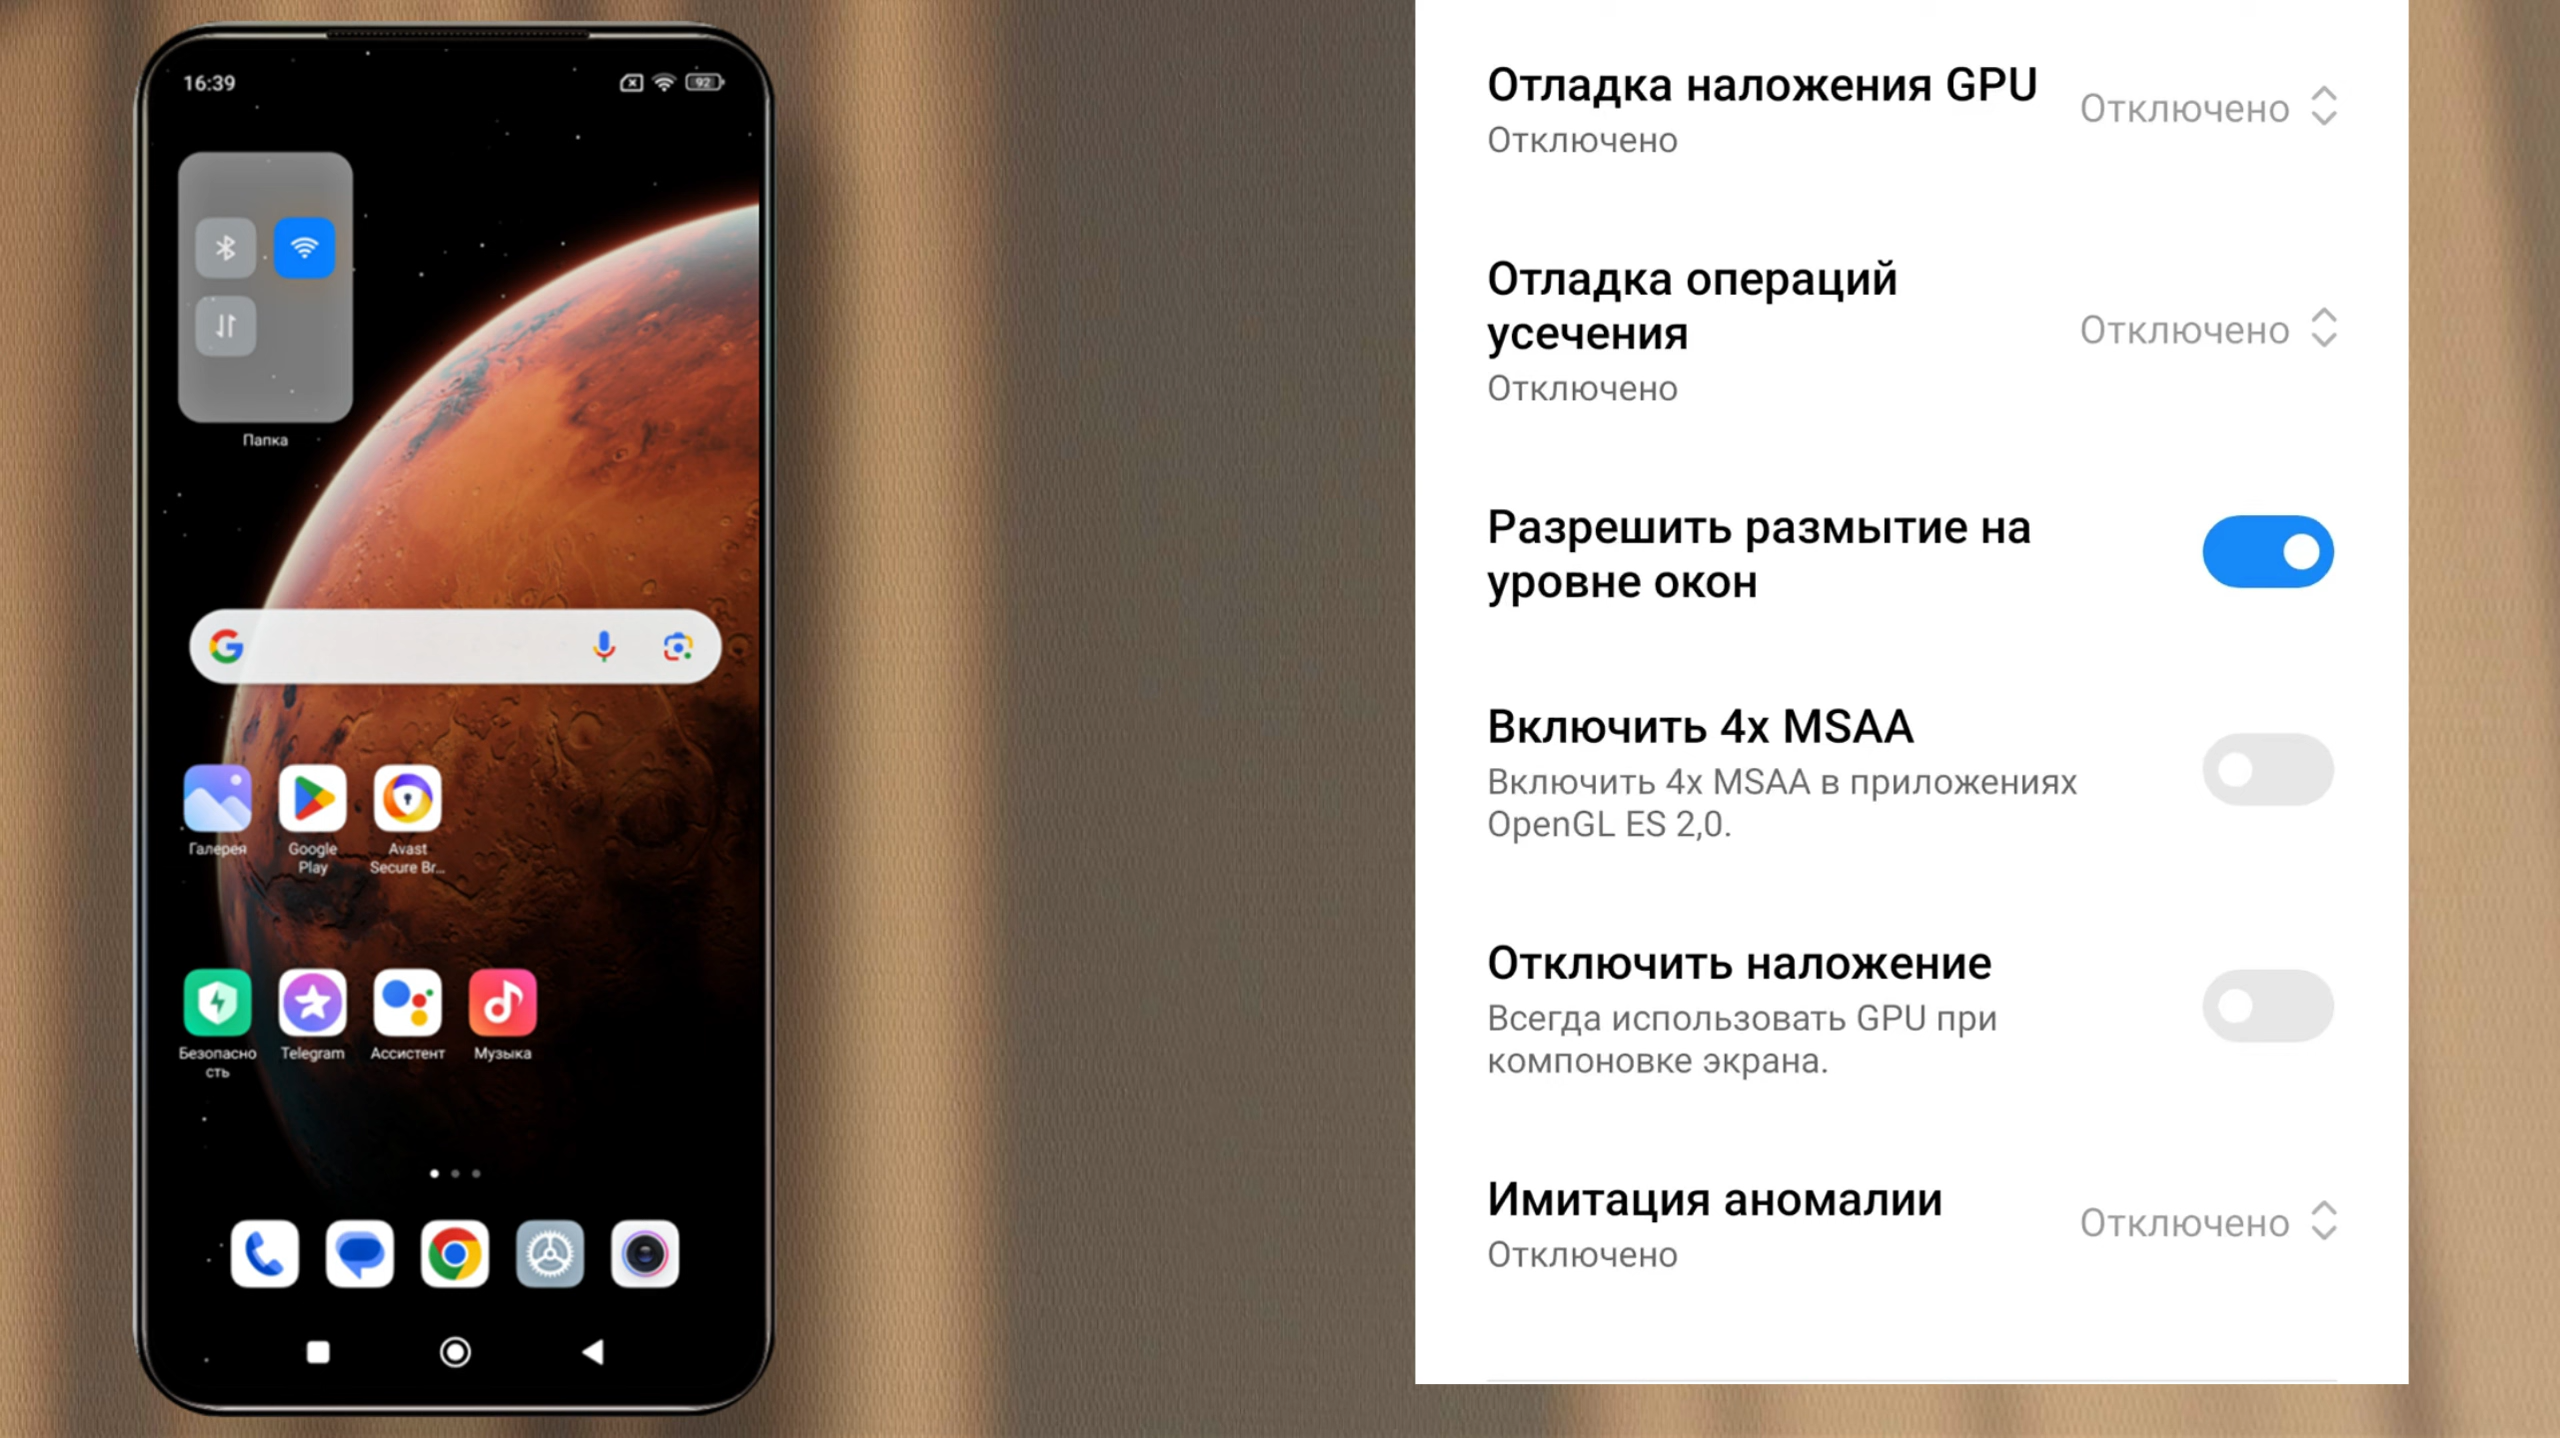 16:39
92
Папка
Галерея
Google
Play
Avast
Secure Br...
Безопасно
сть
Telegram
Ассистент
Музыка
Отладка наложения GPU
Отключено
Отключено
Отладка операций
усечения
Отключено
Отключено
Разрешить размытие на
уровне окон
Включить 4x MSAA
Включить 4x MSAA в приложениях
OpenGL ES 2,0.
Отключить наложение
Всегда использовать GPU при
компоновке экрана.
Имитация аномалии
Отключено
Отключено